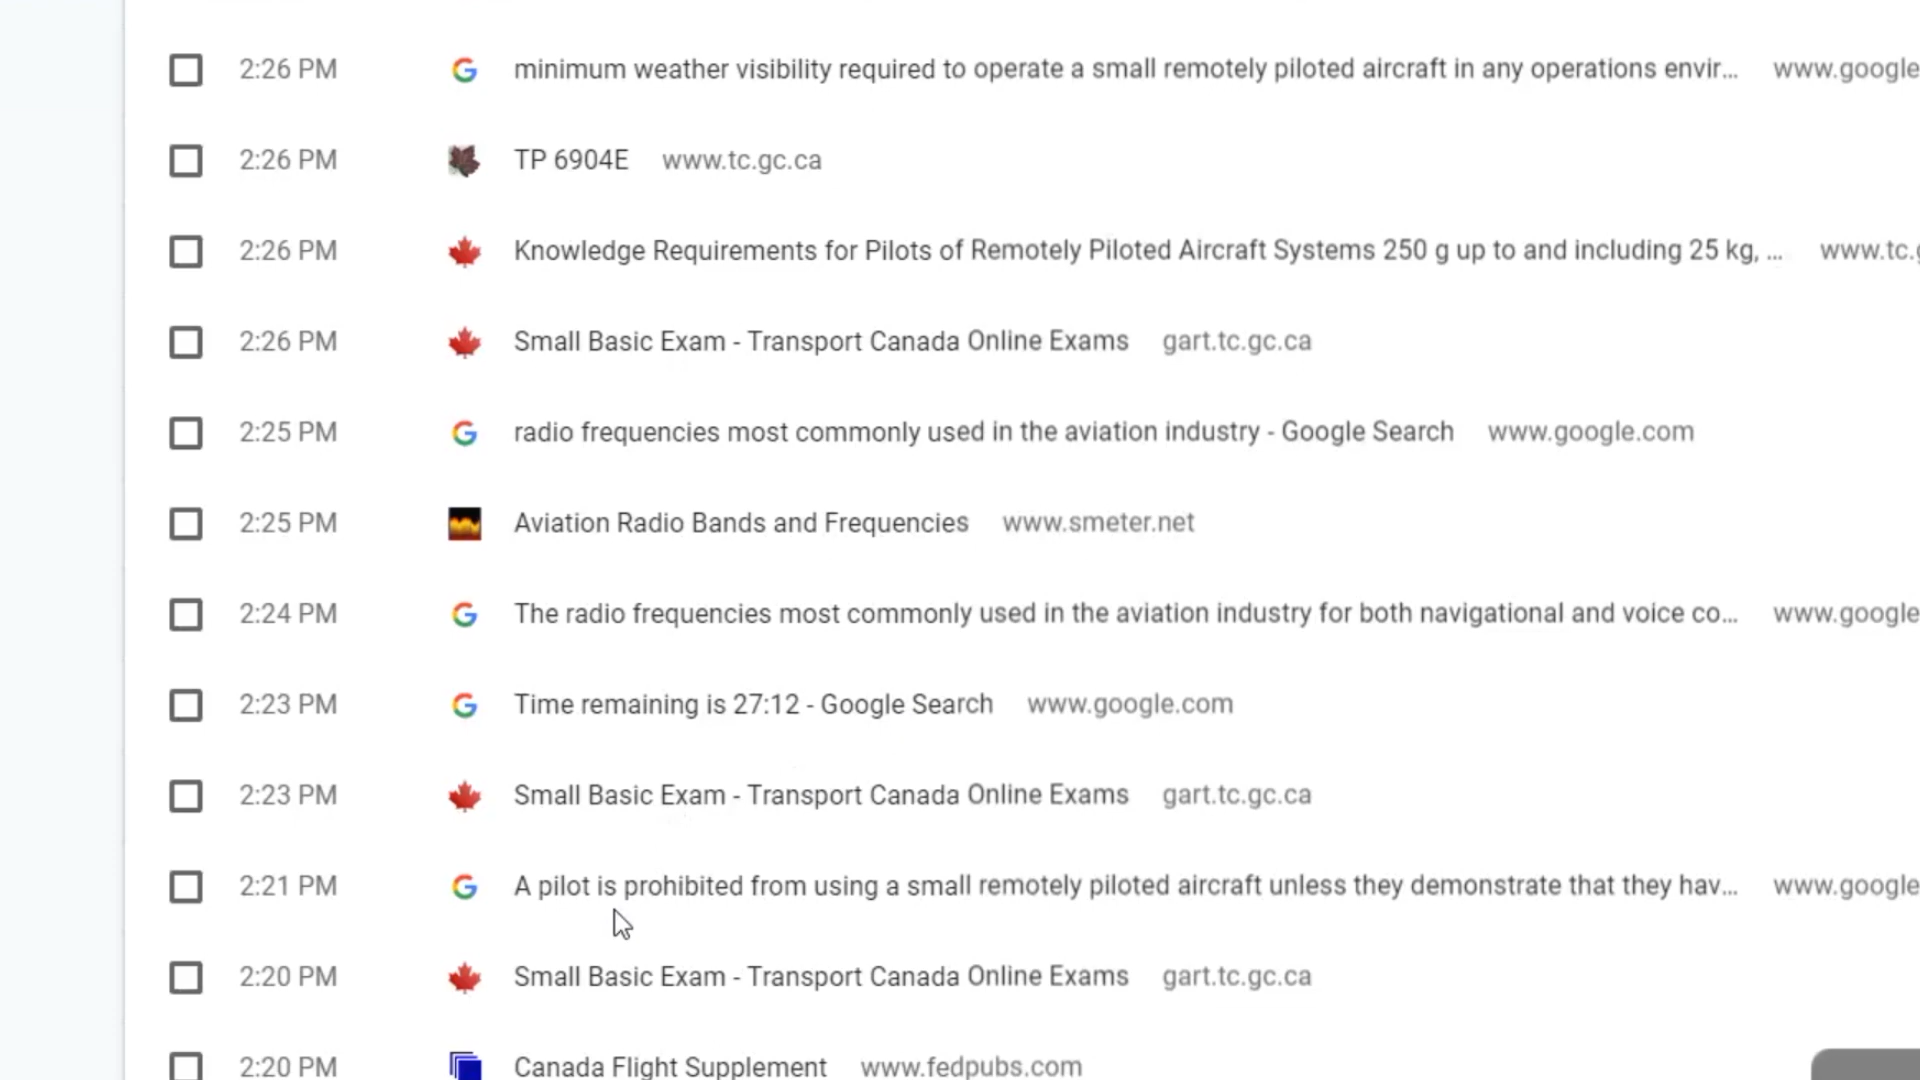 2:26 PM minimum weather visibility required to operate a small remotely piloted aircraft in any operations envir... www.google
2:26 PM TP 6904E www.tc.gc.ca
2:26 PM Knowledge Requirements for Pilots of Remotely Piloted Aircraft Systems 250 g up to and including 25 kg, ... www.tc.g
2:26 PM Small Basic Exam - Transport Canada Online Exams gart.tc.gc.ca
2:25 PM radio frequencies most commonly used in the aviation industry - Google Search www.google.com
2:25 PM Aviation Radio Bands and Frequencies www.smeter.net
2:24 PM The radio frequencies most commonly used in the aviation industry for both navigational and voice co... www.google
2:23 PM Time remaining is 27:12 - Google Search www.google.com
2:23 PM Small Basic Exam - Transport Canada Online Exams gart.tc.gc.ca
2:21 PM A pilot is prohibited from using a small remotely piloted aircraft unless they demonstrate that they hav... www.google
2:20 PM Small Basic Exam - Transport Canada Online Exams gart.tc.gc.ca
2:20 PM Canada Flight Supplement www.fedpubs.com